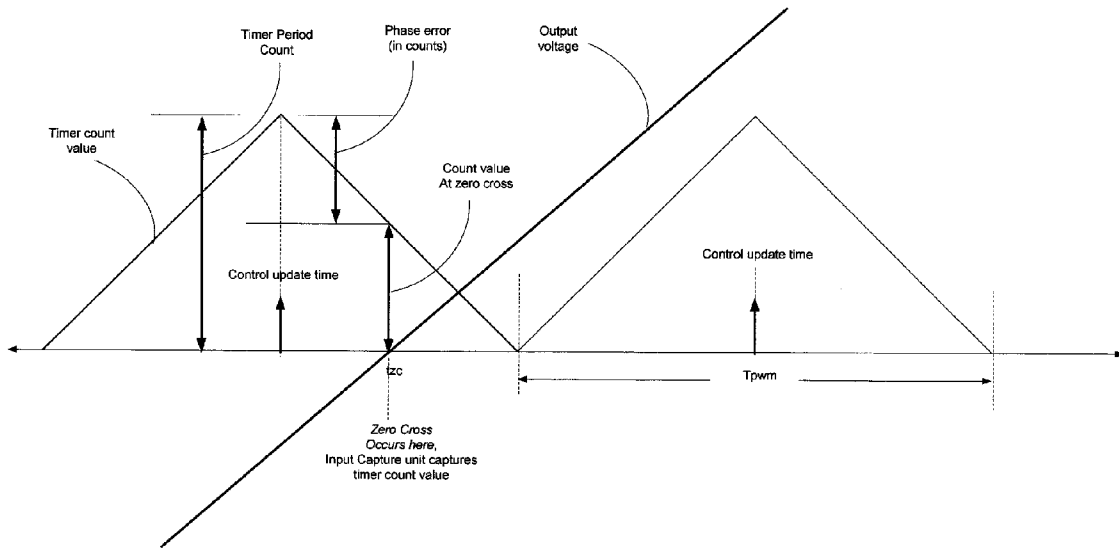 Timer Period
Count
Phase error
(in counts)
Output
voltage
Timer count
value
Count value
At zero cross
Control update time
Control update time
tzc
Tpwm
Zero Cross
Occurs here,
Input Capture unit captures
timer count value